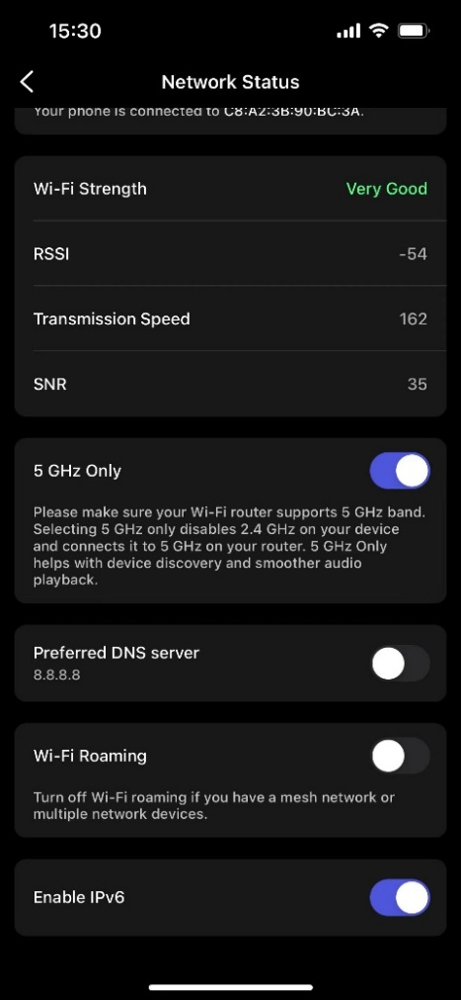 15:30
Network Status
Your phone is connected to C8:A2:3B:90:BC:3A.
Wi-Fi Strength
Very Good
RSSI
-54
Transmission Speed
162
SNR
35
5 GHz Only
Please make sure your Wi-Fi router supports 5 GHz band.
Selecting 5 GHz only disables 2.4 GHz on your device
and connects it to 5 GHz on your router. 5 GHz Only
helps with device discovery and smoother audio
playback.
Preferred DNS server
8.8.8.8
Wi-Fi Roaming
Turn off Wi-Fi roaming if you have a mesh network or
multiple network devices.
Enable IPv6